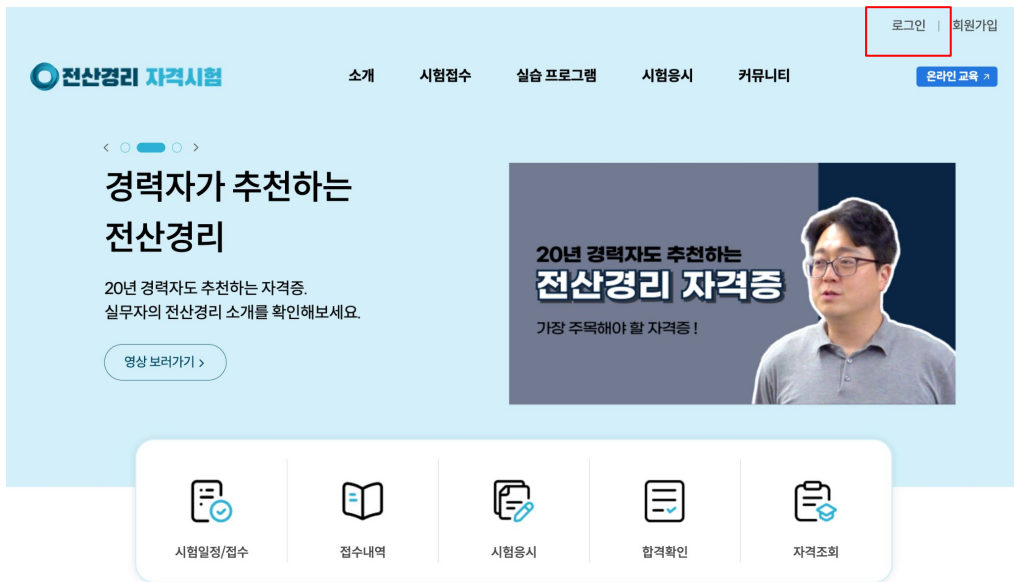 로그인 | 회원가입
전산경리 자격시험
소개 시험접수 실습 프로그램 시험응시 커뮤니티
온라인 교육
경력자가 추천하는
전산경리
20년 경력자도 추천하는 자격증.
실무자의 전산경리 소개를 확인해보세요.
영상 보러가기 >
20년 경력자도 추천하는
전산경리 자격증
가장 주목해야 할 자격증 !
시험일정/접수 접수내역 시험응시 합격확인 자격조회